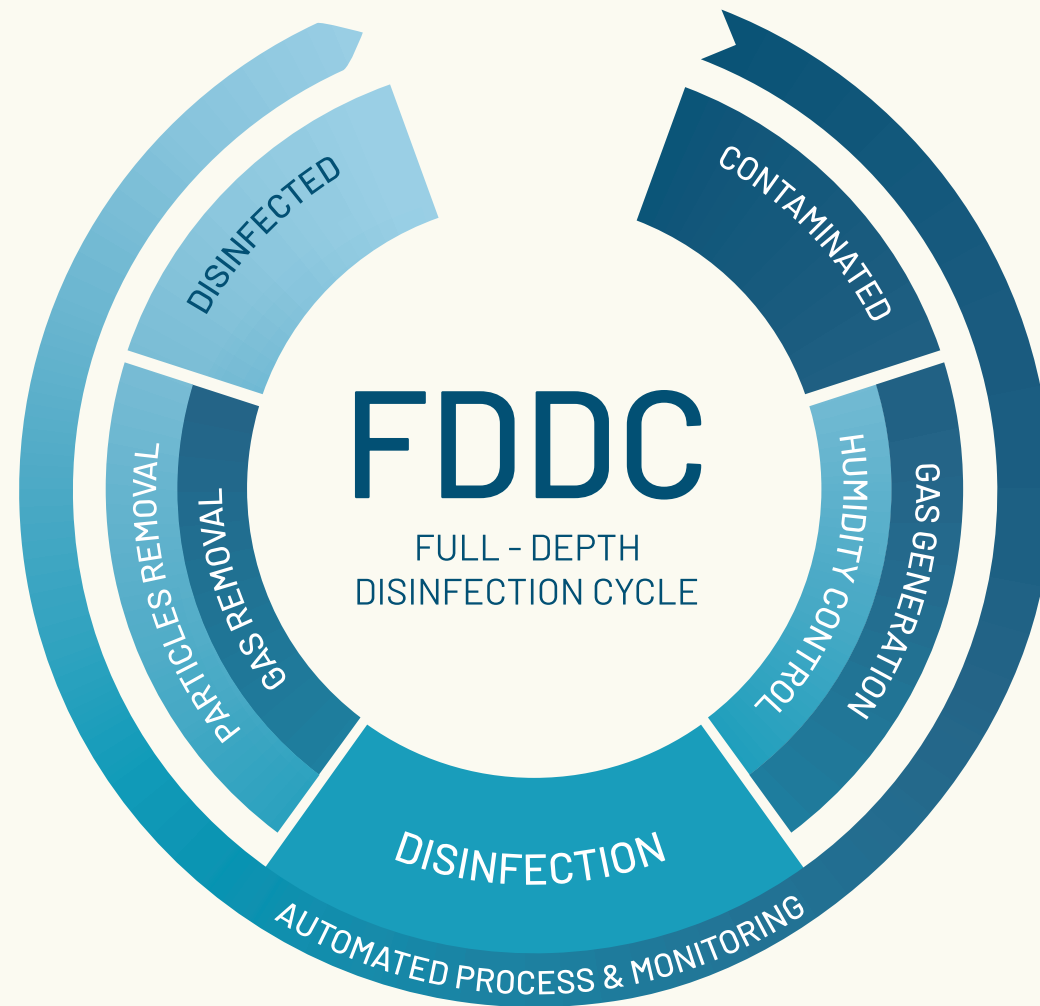 FDDC
FULL - DEPTH
DISINFECTION CYCLE
CONTAMINATED
GAS GENERATION
HUMIDITY CONTROL
DISINFECTION
GAS REMOVAL
PARTICLES REMOVAL
DISINFECTED
AUTOMATED PROCESS & MONITORING